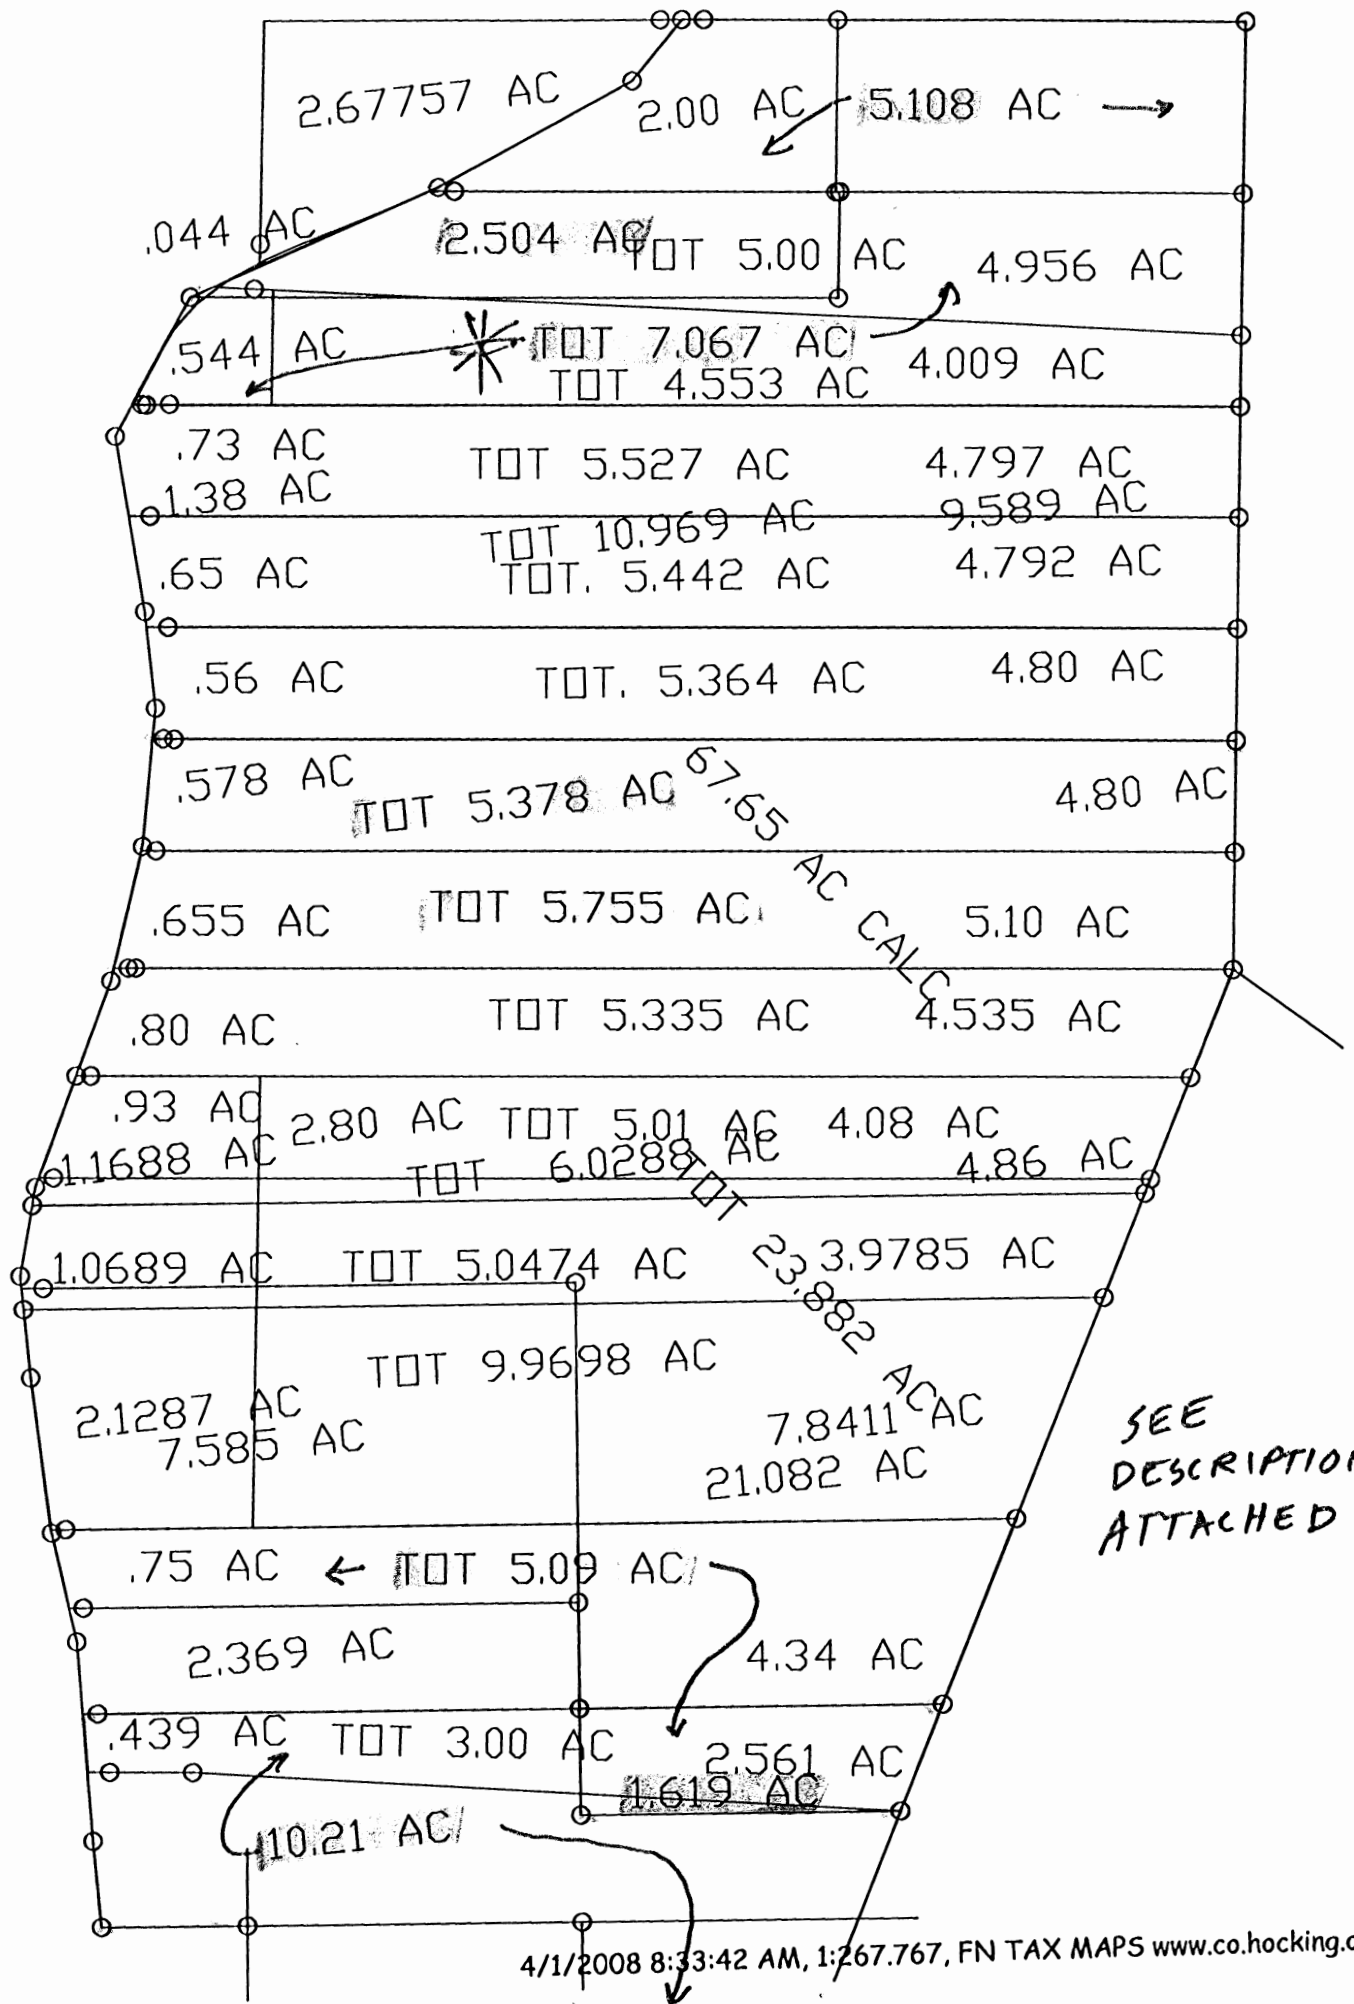 2.67757 AC
2.00 AC
5.108 AC
.044 AC
2.504 AC
TOT 5.00 AC
4.956 AC
.544 AC
TOT 7.067 AC
4.009 AC
TOT 4.553 AC
.73 AC
TOT 5.527 AC
4.797 AC
1.38 AC
TOT 10.969 AC
9.589 AC
.65 AC
TOT. 5.442 AC
4.792 AC
.56 AC
TOT. 5.364 AC
4.80 AC
.578 AC
TOT 5.378 AC
67.65 AC CALC
4.80 AC
.655 AC
TOT 5.755 AC
5.10 AC
.80 AC
TOT 5.335 AC
4.535 AC
.93 AC
2.80 AC
TOT 5.01 AC
4.08 AC
1.1688 AC
TOT 6.0288 AC
4.86 AC
TOT 23.882 AC
1.0689 AC
TOT 5.0474 AC
3.9785 AC
TOT 9.9698 AC
2.1287 AC
7.8411 AC
7.585 AC
21.082 AC
SEE
DESCRIPTION
ATTACHED
.75 AC
TOT 5.09 AC
2.369 AC
4.34 AC
.439 AC
TOT 3.00 AC
2.561 AC
1.619 AC
10.21 AC
4/1/2008 8:33:42 AM, 1:267.767, FN TAX MAPS www.co.hocking.o